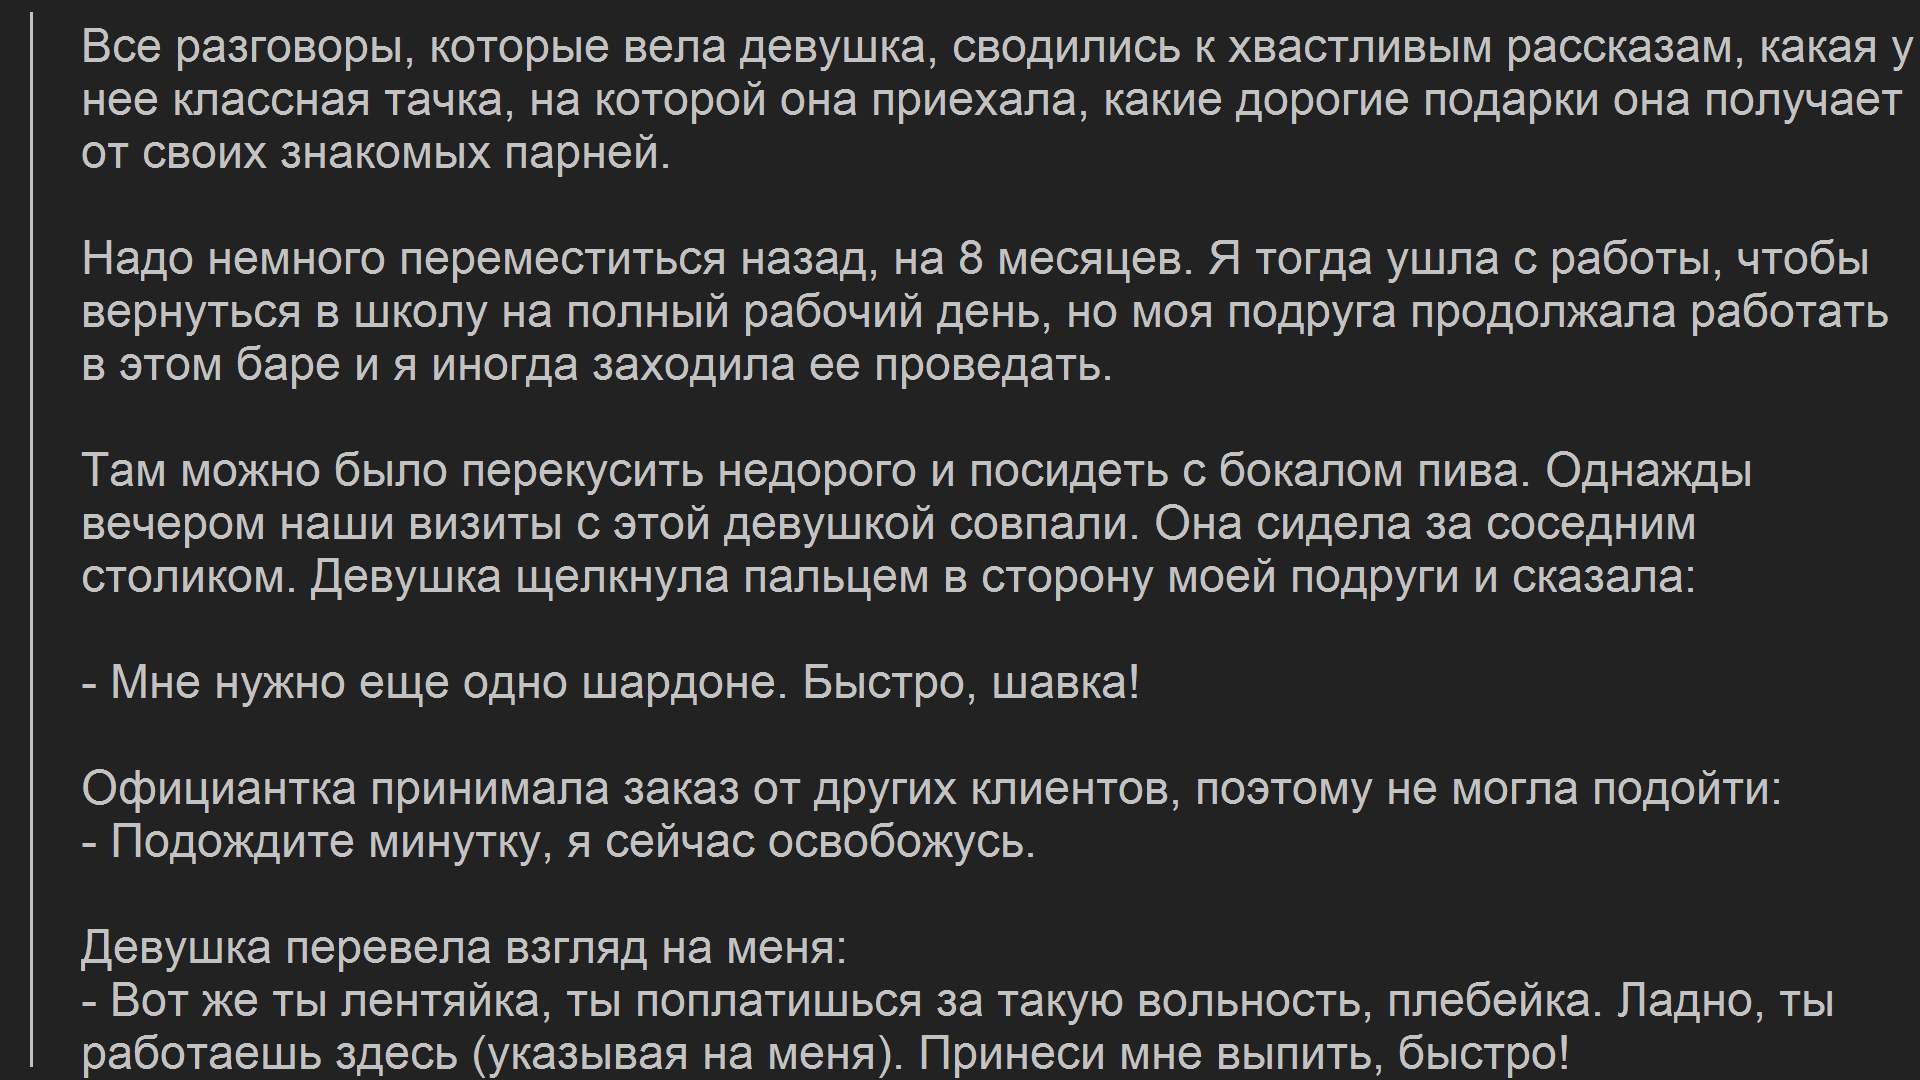 Все разговоры, которые вела девушка, сводились к хвастливым рассказам, какая у
нее классная тачка, на которой она приехала, какие дорогие подарки она получает
от своих знакомых парней.
Надо немного переместиться назад, на 8 месяцев. Я тогда ушла с работы, чтобы
вернуться в школу на полный рабочий день, но моя подруга продолжала работать
в этом баре и я иногда заходила ее проведать.
Там можно было перекусить недорого и посидеть с бокалом пива. Однажды
вечером наши визиты с этой девушкой совпали. Она сидела за соседним
столиком. Девушка щелкнула пальцем в сторону моей подруги и сказала:
- Мне нужно еще одно шардоне. Быстро, шавка!
Официантка принимала заказ от других клиентов, поэтому не могла подойти:
- Подождите минутку, я сейчас освобожусь.
Девушка перевела взгляд на меня:
- Вот же ты лентяйка, ты поплатишься за такую вольность, плебейка. Ладно, ты
работаешь здесь (указывая на меня). Принеси мне выпить, быстро!